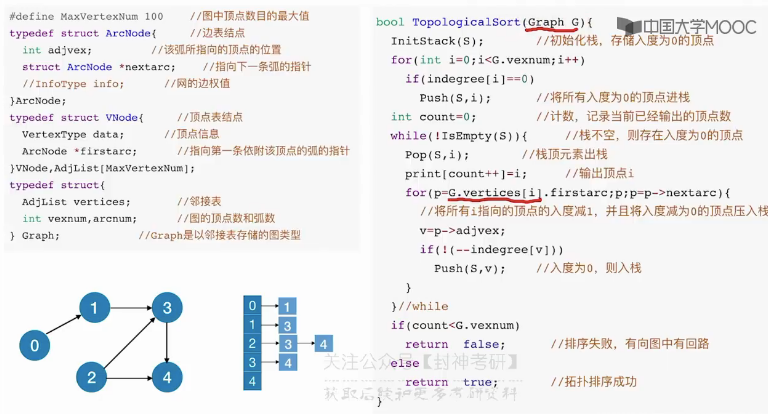 #define MaxVertexNum 100 //图中顶点数目的最大值
typedef struct ArcNode{ //边表结点
int adjvex; //该弧所指向的顶点的位置
struct ArcNode *nextarc; //指向下一条弧的指针
//InfoType info; //网的边权值
}ArcNode;
typedef struct VNode{ //顶点表结点
VertexType data; //顶点信息
ArcNode *firstarc; //指向第一条依附该顶点的弧的指针
}VNode,AdjList[MaxVertexNum];
typedef struct{
AdjList vertices; //邻接表
int vexnum,arcnum; //图的顶点数和弧数
} Graph; //Graph是以邻接表存储的图类型
bool TopologicalSort(Graph G){
InitStack(S); //初始化栈，存储入度为0的顶点
for(int i=0;i<G.vexnum;i++)
if(indegree[i]==0)
Push(S,i); //将所有入度为0的顶点进栈
int count=0; //计数，记录当前已经输出的顶点数
while(!IsEmpty(S)){ //栈不空，则存在入度为0的顶点
Pop(S,i); //栈顶元素出栈
print[count++]=i; //输出顶点i
for(p=G.vertices[i].firstarc;p;p=p->nextarc){
//将所有i指向的顶点的入度减1，并且将入度减为0的顶点压入栈
v=p->adjvex;
if(!(--indegree[v]))
Push(S,v); //入度为0，则入栈
}
}//while
if(count<G.vexnum)
return false; //排序失败，有向图中有回路
else
return true; //拓扑排序成功
}
中国大学MOOC
0
1
2
3
4
0 1
1 3
2 3 4
3 4
4
关注公众号【封神考研】
获取后续和更多考研资料